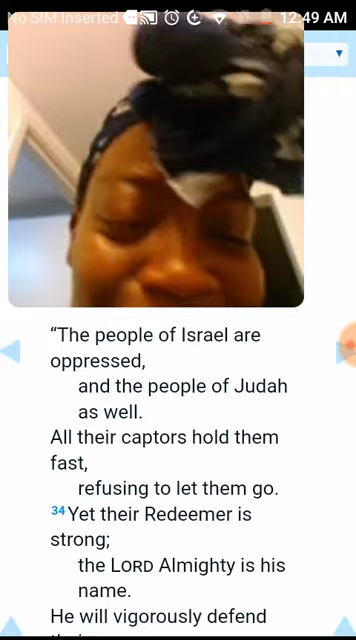 No SIM Inserted 12:49 AM
“The people of Israel are
oppressed,
and the people of Judah
as well.
All their captors hold them
fast,
refusing to let them go.
34 Yet their Redeemer is
strong;
the LORD Almighty is his
name.
He will vigorously defend